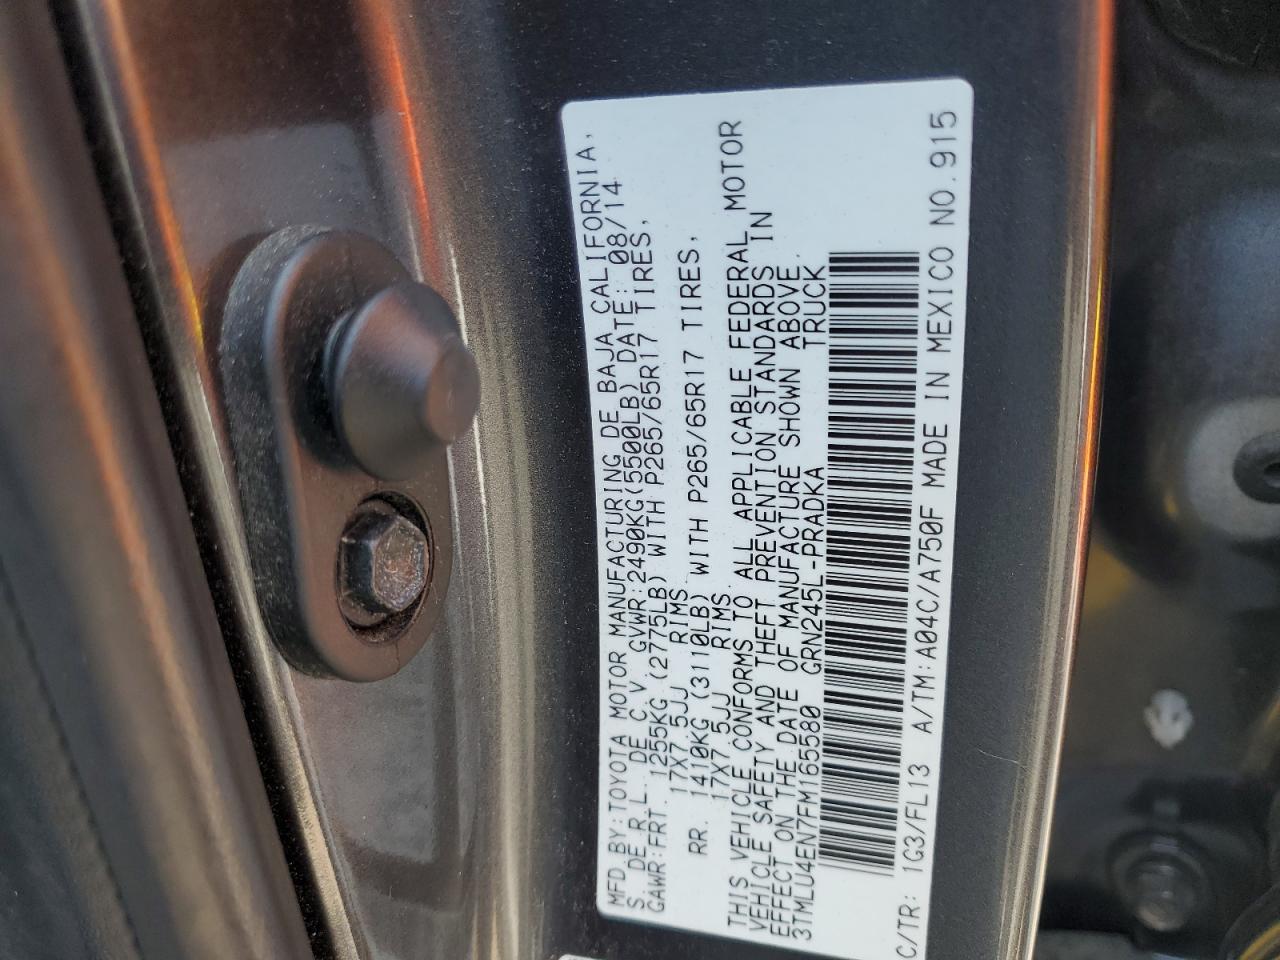 MFD BY:TOYOTA MOTOR MANUFACTURING DE BAJA CALIFORNIA,
S. DE R.L. DE C.V. GVWR:2490KG(5500LB) DATE: 08/14
GAWR:FRT. 1255KG (2775LB) WITH P265/65R17 TIRES,
17X7.5JJ RIMS
RR. 1410KG (3110LB) WITH P265/65R17 TIRES,
17X7.5JJ RIMS.
THIS VEHICLE CONFORMS TO ALL APPLICABLE FEDERAL MOTOR
VEHICLE SAFETY AND THEFT PREVENTION STANDARDS IN
EFFECT ON THE DATE OF MANUFACTURE SHOWN ABOVE.
3TMLU4EN7FM165580 GRN245L-PRADKA TRUCK
C/TR: 1G3/FL13 A/TM:A04C/A750F MADE IN MEXICO NO.915